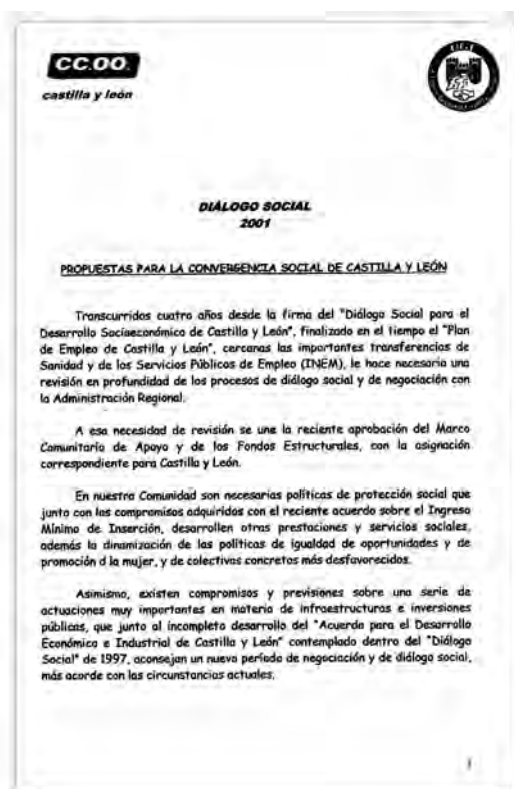 CC.OO.
castilla y león
DIÁLOGO SOCIAL
2001
PROPUESTAS PARA LA CONVERGENCIA SOCIAL DE CASTILLA Y LEÓN
Transcurridos cuatro años desde la firma del "Diálogo Social para el
Desarrollo Socioeconómico de Castilla y León", finalizado en el tiempo el "Plan
de Empleo de Castilla y León", cercanas las importantes transferencias de
Sanidad y de los Servicios Públicos de Empleo (INEM), le hace necesaria una
revisión en profundidad de los procesos de diálogo social y de negociación con
la Administración Regional.
A esa necesidad de revisión se une la reciente aprobación del Marco
Comunitario de Apoyo y de los Fondos Estructurales, con la asignación
correspondiente para Castilla y León.
En nuestra Comunidad son necesarias políticas de protección social que
junto con los compromisos adquiridos con el reciente acuerdo sobre el Ingreso
Mínimo de Inserción, desarrollen otras prestaciones y servicios sociales,
además la dinamización de las políticas de igualdad de oportunidades y de
promoción d la mujer, y de colectivos concretos más desfavorecidos.
Asimismo, existen compromisos y previsiones sobre una serie de
actuaciones muy importantes en materia de infraestructuras e inversiones
públicas, que junto al incompleto desarrollo del "Acuerdo para el Desarrollo
Económico e Industrial de Castilla y León" contemplado dentro del "Diálogo
Social" de 1997, aconsejan un nuevo período de negociación y de diálogo social,
más acorde con las circunstancias actuales.
1